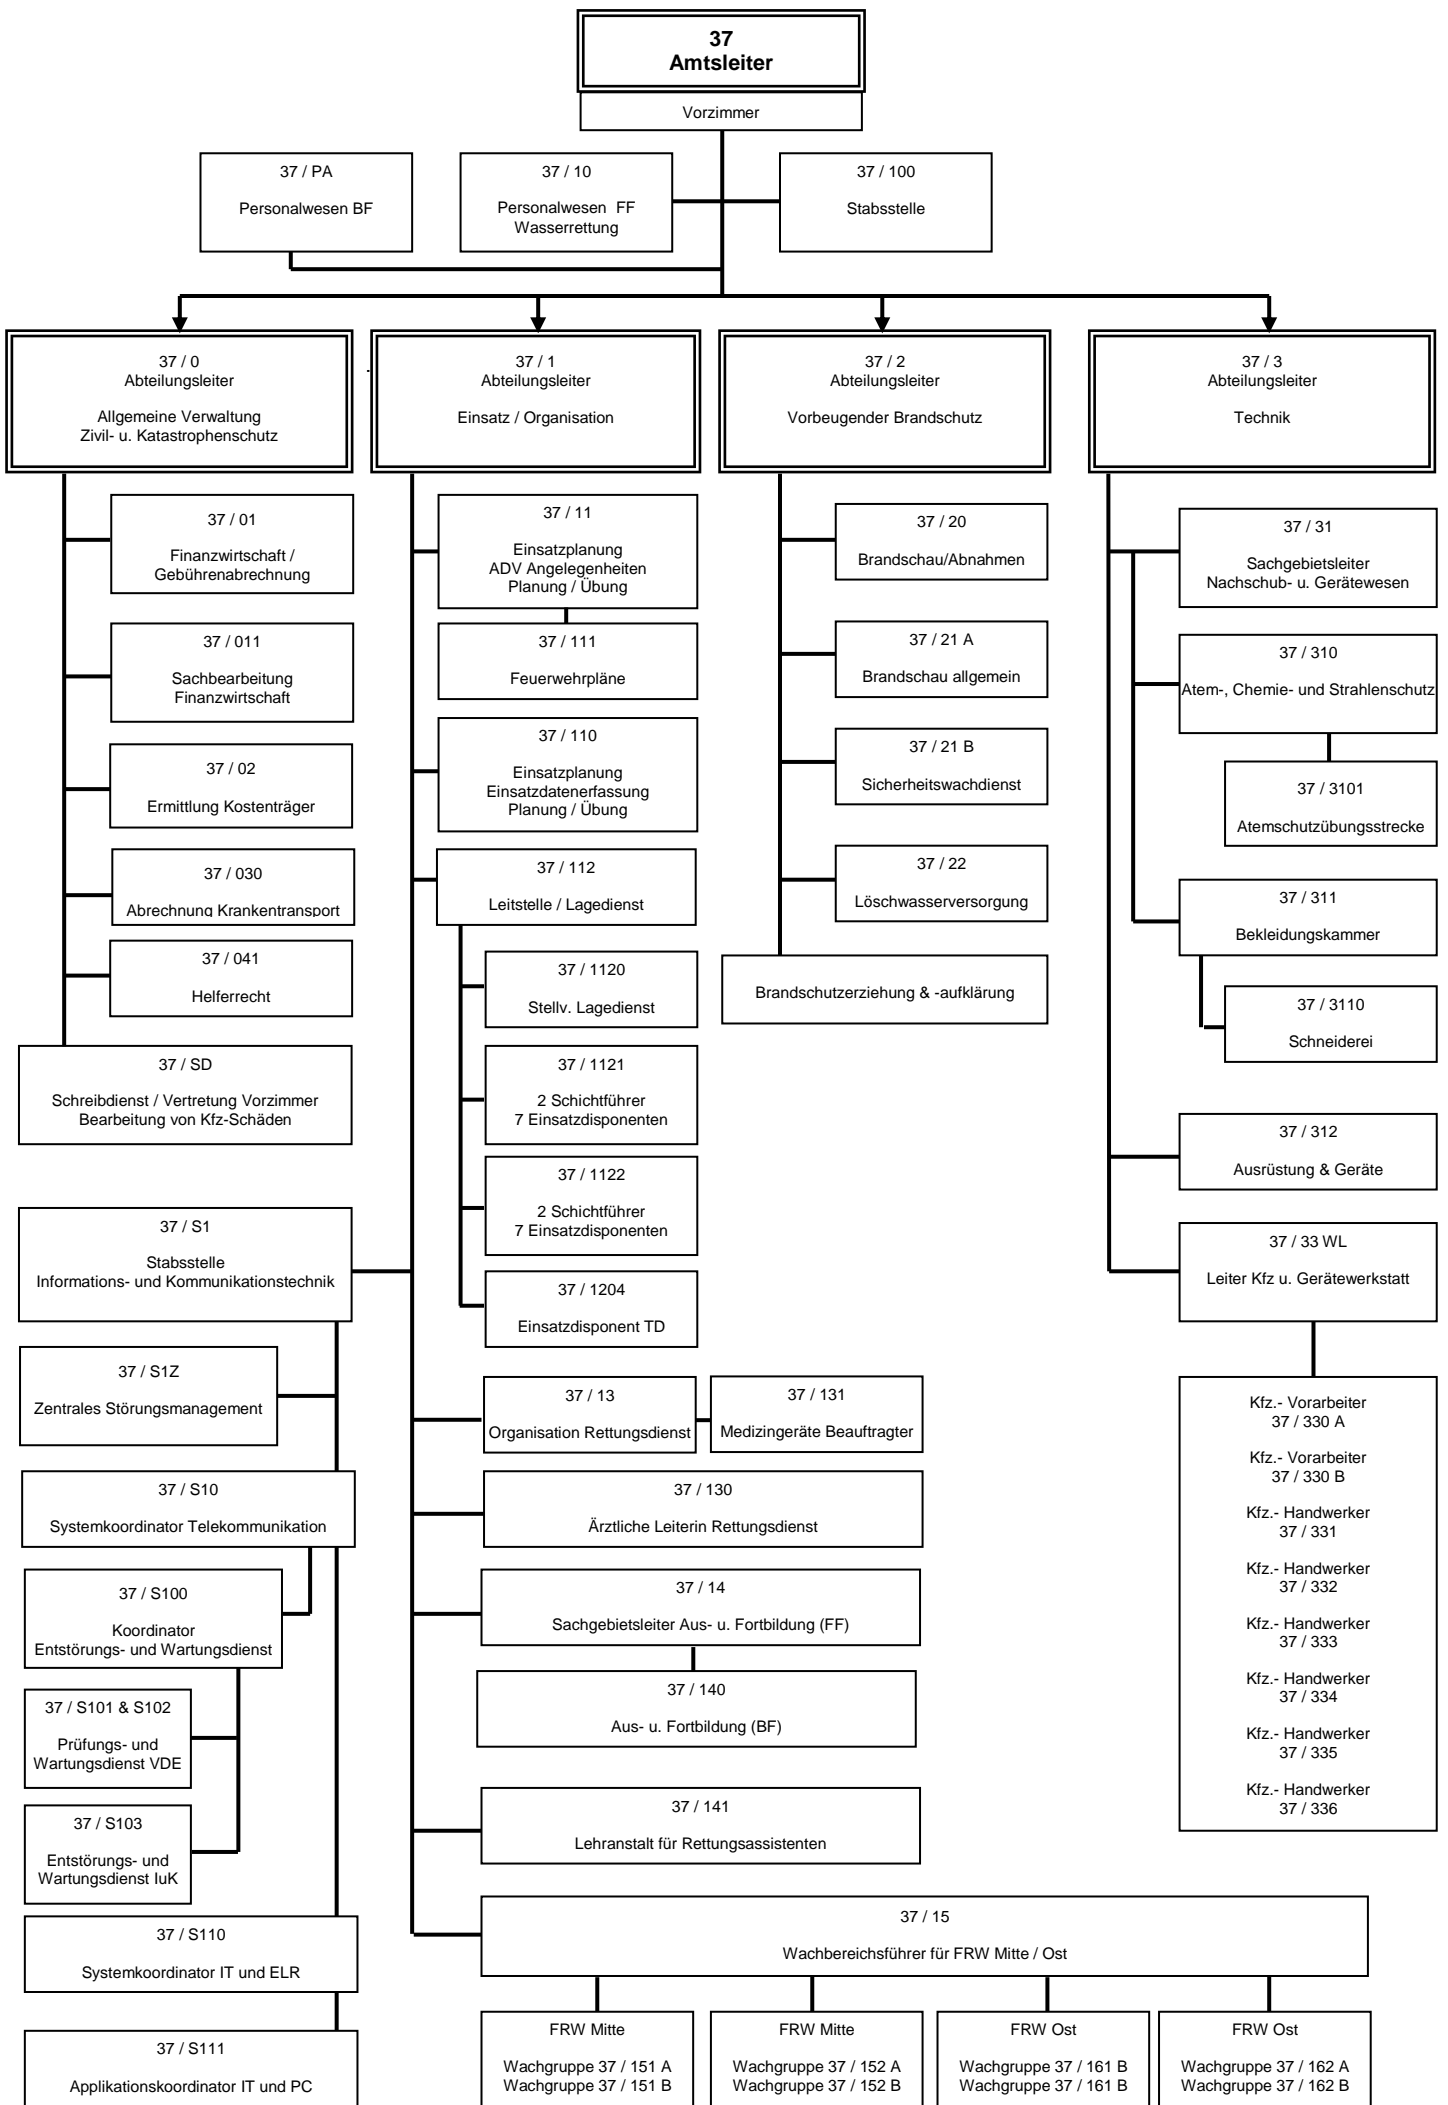 37
Amtsleiter
Vorzimmer
37 / PA
Personalwesen BF
37 / 10
Personalwesen FF
Wasserrettung
37 / 100
Stabsstelle
37 / 0
Abteilungsleiter
Allgemeine Verwaltung
Zivil- u. Katastrophenschutz
37 / 1
Abteilungsleiter
Einsatz / Organisation
37 / 2
Abteilungsleiter
Vorbeugender Brandschutz
37 / 3
Abteilungsleiter
Technik
37 / 01
Finanzwirtschaft /
Gebührenabrechnung
37 / 011
Sachbearbeitung
Finanzwirtschaft
37 / 02
Ermittlung Kostenträger
37 / 030
Abrechnung Krankentransport
37 / 041
Helferrecht
37 / SD
Schreibdienst / Vertretung Vorzimmer
Bearbeitung von Kfz-Schäden
37 / S1
Stabsstelle
Informations- und Kommunikationstechnik
37 / S1Z
Zentrales Störungsmanagement
37 / S10
Systemkoordinator Telekommunikation
37 / S100
Koordinator
Entstörungs- und Wartungsdienst
37 / S101 & S102
Prüfungs- und
Wartungsdienst VDE
37 / S103
Entstörungs- und
Wartungsdienst IuK
37 / S110
Systemkoordinator IT und ELR
37 / S111
Applikationskoordinator IT und PC
37 / 11
Einsatzplanung
ADV Angelegenheiten
Planung / Übung
37 / 111
Feuerwehrpläne
37 / 110
Einsatzplanung
Einsatzdatenerfassung
Planung / Übung
37 / 112
Leitstelle / Lagedienst
37 / 1120
Stellv. Lagedienst
37 / 1121
2 Schichtführer
7 Einsatzdisponenten
37 / 1122
2 Schichtführer
7 Einsatzdisponenten
37 / 1204
Einsatzdisponent TD
37 / 13
Organisation Rettungsdienst
37 / 131
Medizingeräte Beauftragter
37 / 130
Ärztliche Leiterin Rettungsdienst
37 / 14
Sachgebietsleiter Aus- u. Fortbildung (FF)
37 / 140
Aus- u. Fortbildung (BF)
37 / 141
Lehranstalt für Rettungsassistenten
37 / 15
Wachbereichsführer für FRW Mitte / Ost
FRW Mitte
Wachgruppe 37 / 151 A
Wachgruppe 37 / 151 B
FRW Mitte
Wachgruppe 37 / 152 A
Wachgruppe 37 / 152 B
FRW Ost
Wachgruppe 37 / 161 B
Wachgruppe 37 / 161 B
FRW Ost
Wachgruppe 37 / 162 A
Wachgruppe 37 / 162 B
37 / 20
Brandschau/Abnahmen
37 / 21 A
Brandschau allgemein
37 / 21 B
Sicherheitswachdienst
37 / 22
Löschwasserversorgung
Brandschutzerziehung & -aufklärung
37 / 31
Sachgebietsleiter
Nachschub- u. Gerätewesen
37 / 310
Atem-, Chemie- und Strahlenschutz
37 / 3101
Atemschutzübungsstrecke
37 / 311
Bekleidungskammer
37 / 3110
Schneiderei
37 / 312
Ausrüstung & Geräte
37 / 33 WL
Leiter Kfz u. Gerätewerkstatt
Kfz.- Vorarbeiter
37 / 330 A
Kfz.- Vorarbeiter
37 / 330 B
Kfz.- Handwerker
37 / 331
Kfz.- Handwerker
37 / 332
Kfz.- Handwerker
37 / 333
Kfz.- Handwerker
37 / 334
Kfz.- Handwerker
37 / 335
Kfz.- Handwerker
37 / 336